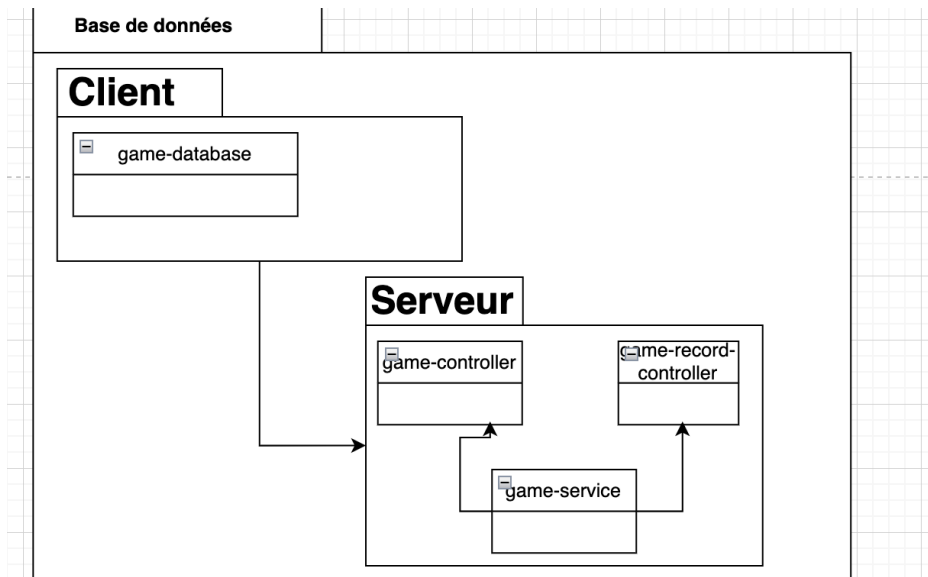 Base de données
Client
game-database
Serveur
game-controller
game-record-
controller
game-service